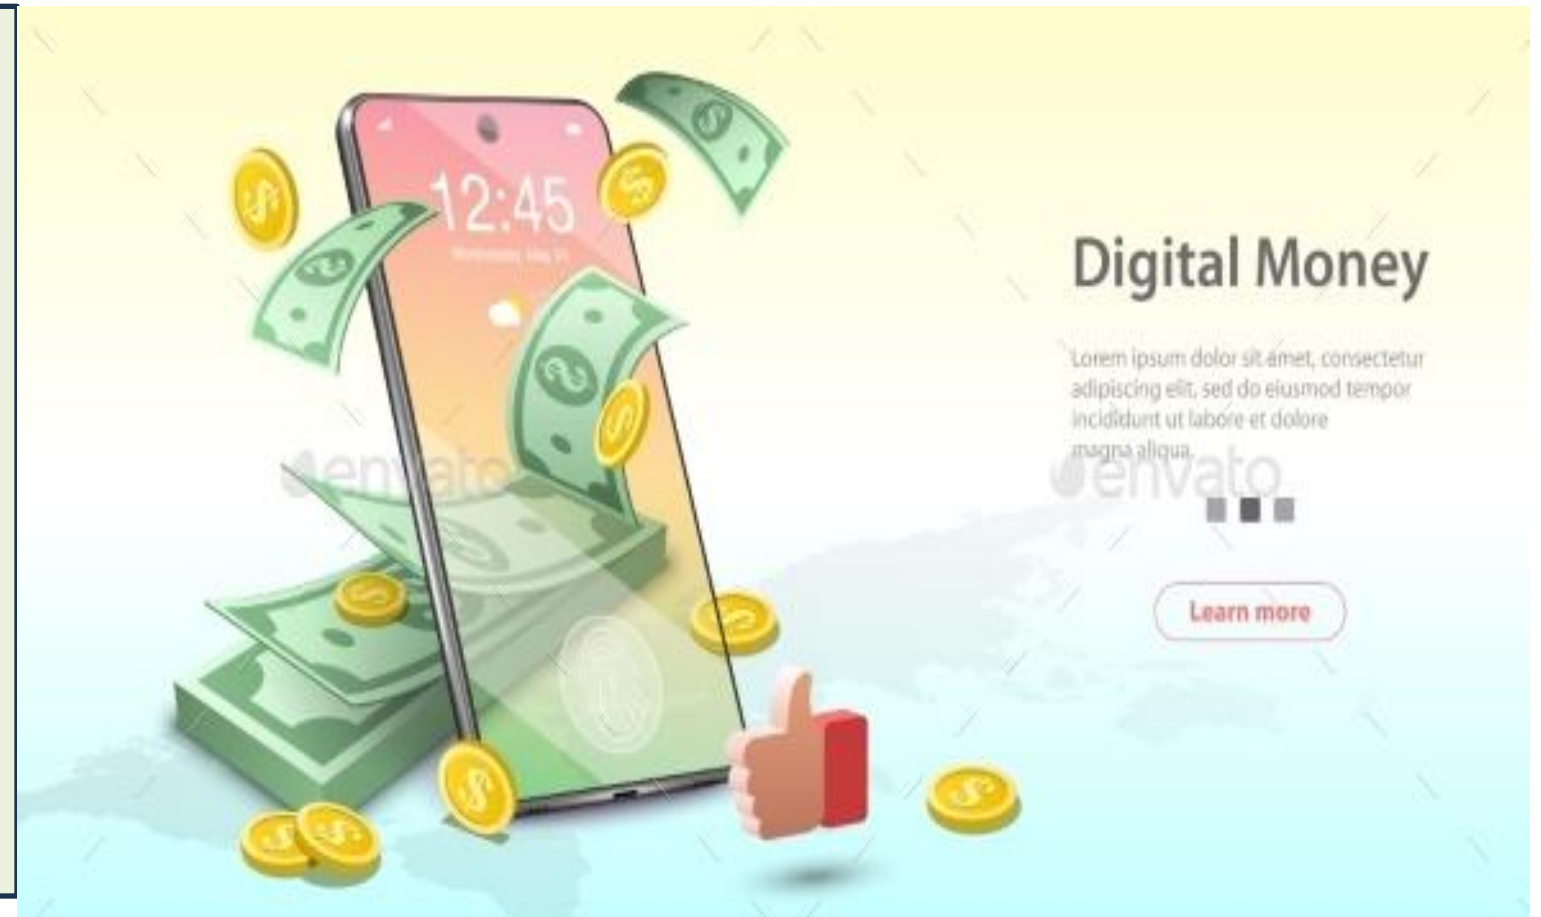 12:45
Digital Money
Lorem ipsum dolor sit amet, consectetur
adipiscing elit, sed do eiusmod tempor
incididunt ut labore et dolore
magna aliqua.
envato
envato
Learn more